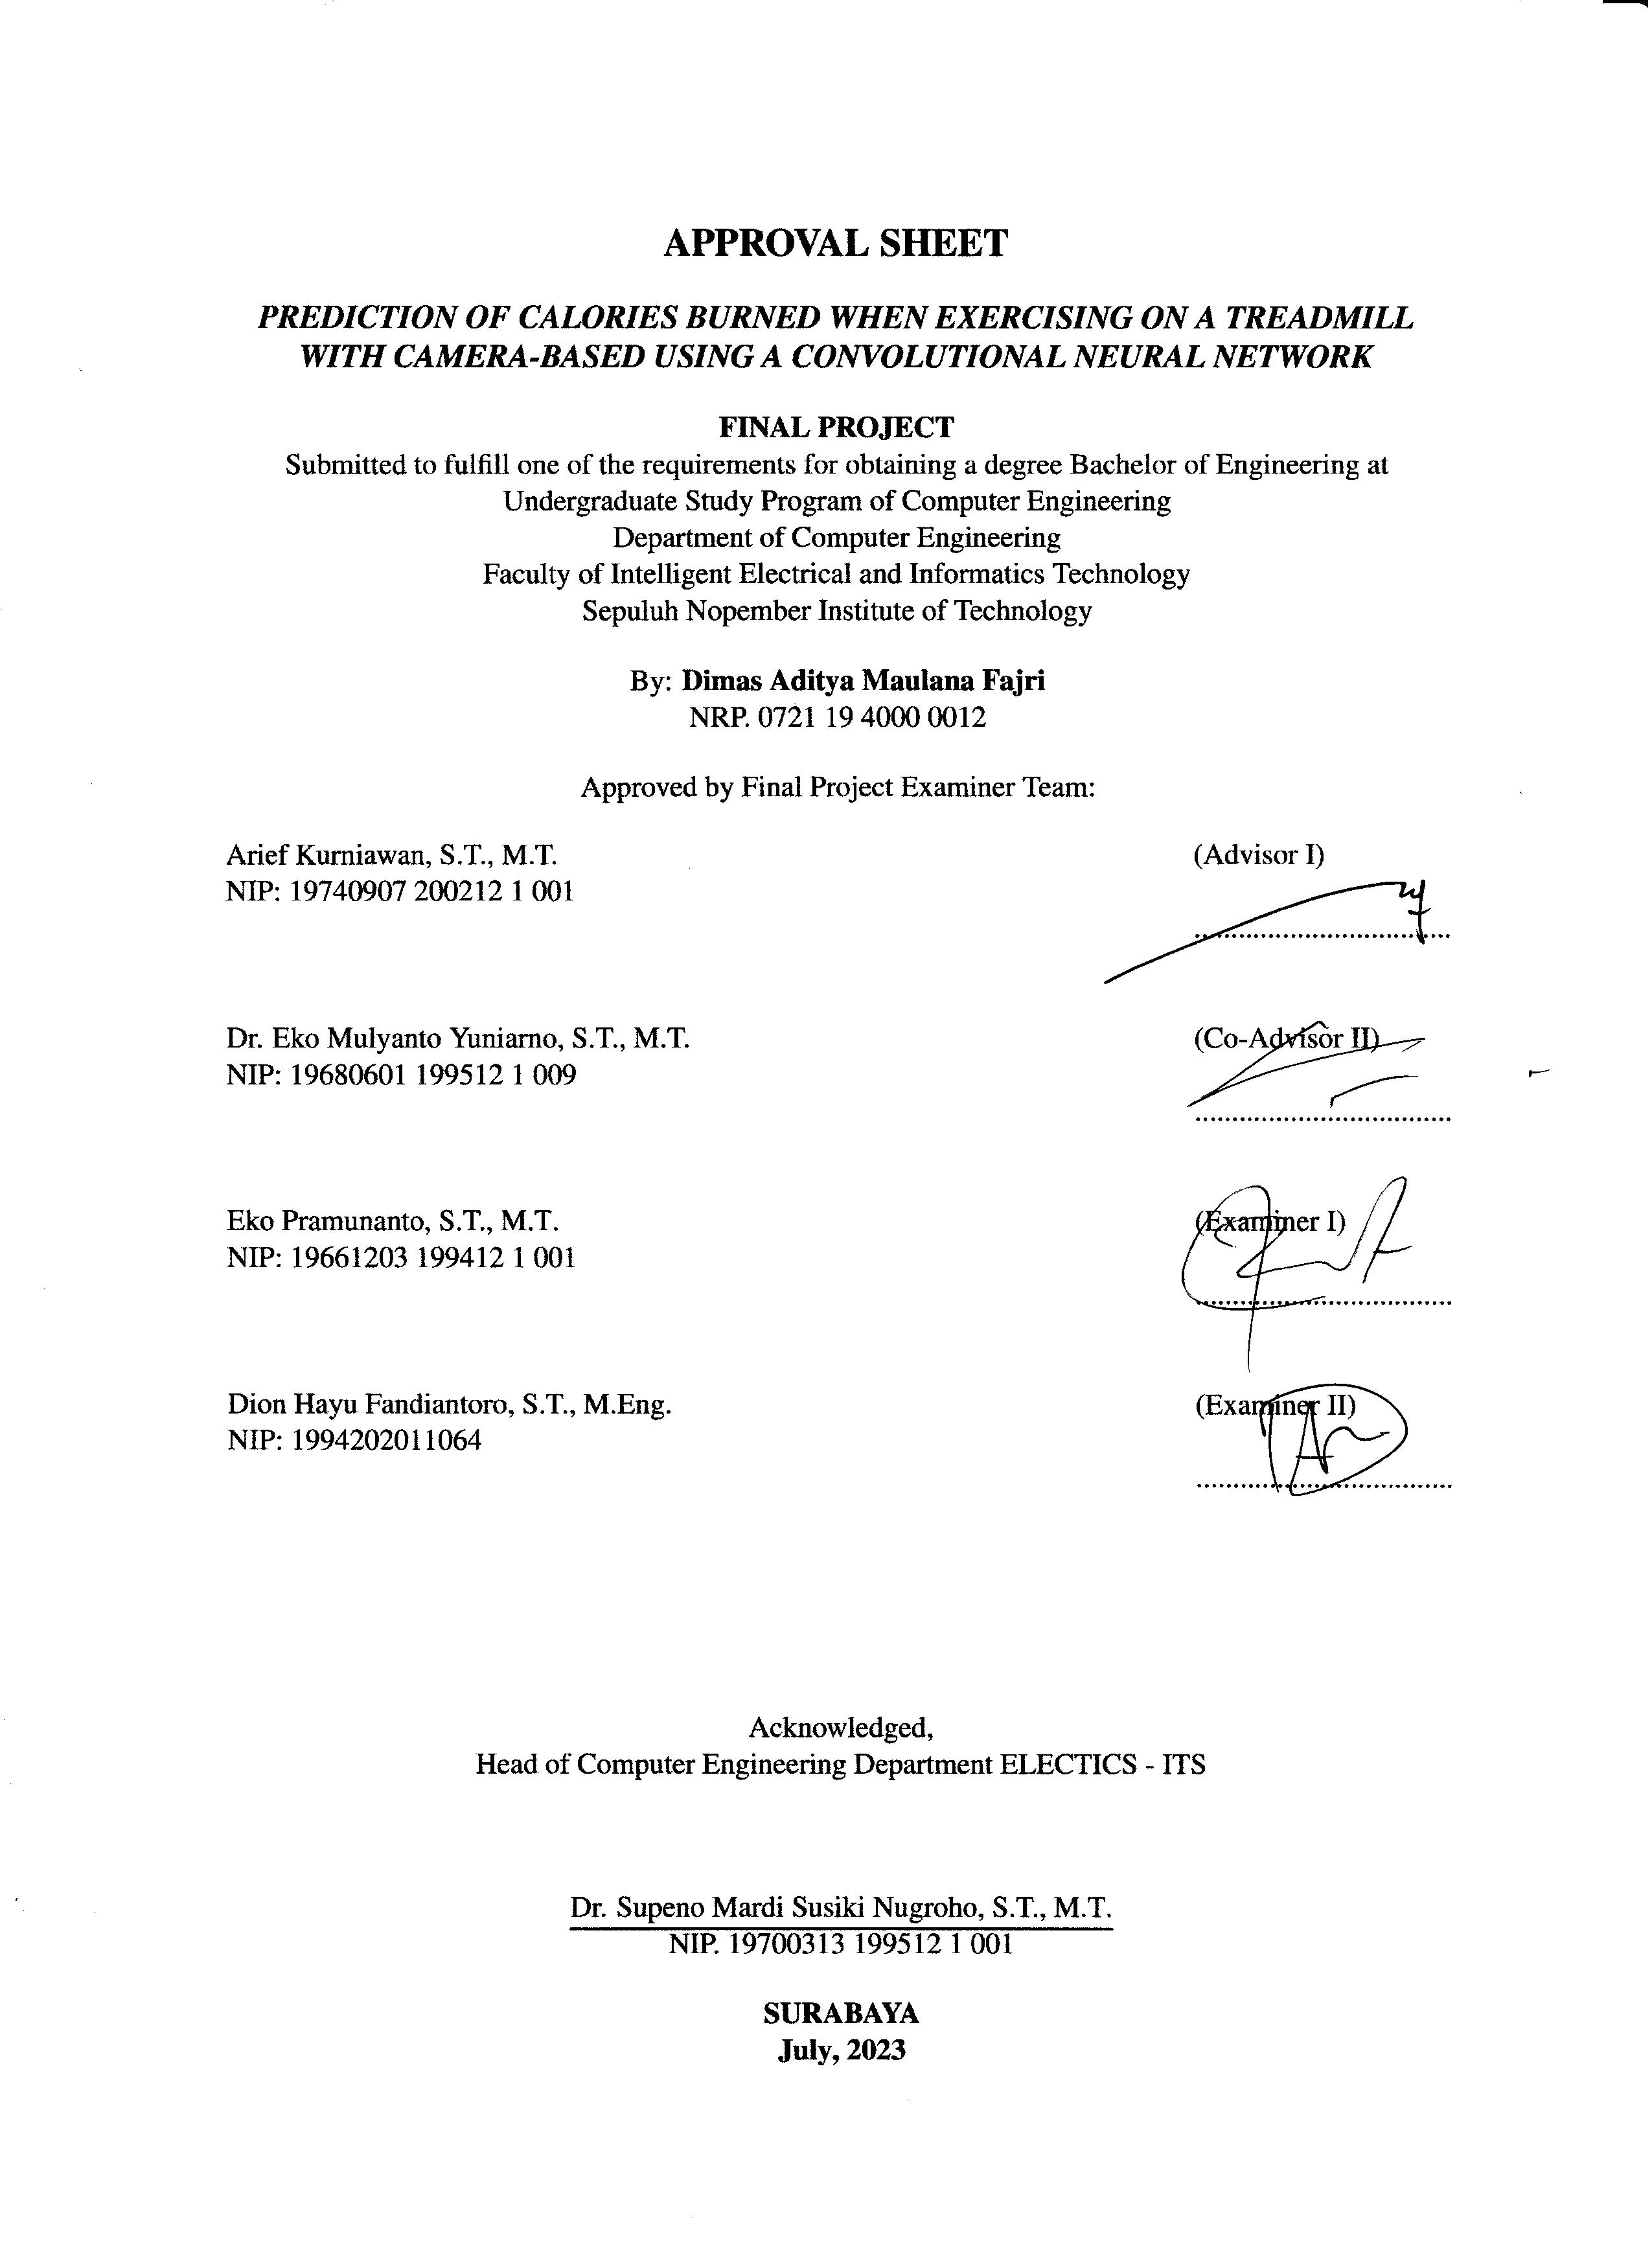 APPROVAL SHEET
PREDICTION OF CALORIES BURNED WHEN EXERCISING ON A TREADMILL
WITH CAMERA-BASED USING A CONVOLUTIONAL NEURAL NETWORK
FINAL PROJECT
Submitted to fulfill one of the requirements for obtaining a degree Bachelor of Engineering at
Undergraduate Study Program of Computer Engineering
Department of Computer Engineering
Faculty of Intelligent Electrical and Informatics Technology
Sepuluh Nopember Institute of Technology
By: Dimas Aditya Maulana Fajri
NRP. 0721 19 4000 0012
Approved by Final Project Examiner Team:
Arief Kurniawan, S.T., M.T. (Advisor I)
NIP: 19740907 200212 1 001
Dr. Eko Mulyanto Yuniarno, S.T., M.T. (Co-Advisor II)
NIP: 19680601 199512 1 009
Eko Pramunanto, S.T., M.T. (Examiner I)
NIP: 19661203 199412 1 001
Dion Hayu Fandiantoro, S.T., M.Eng. (Examiner II)
NIP: 1994202011064
Acknowledged,
Head of Computer Engineering Department ELECTICS - ITS
Dr. Supeno Mardi Susiki Nugroho, S.T., M.T.
NIP. 19700313 199512 1 001
SURABAYA
July, 2023